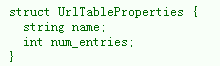 struct UrlTableProperties {
  string name;
  int num_entries;
}